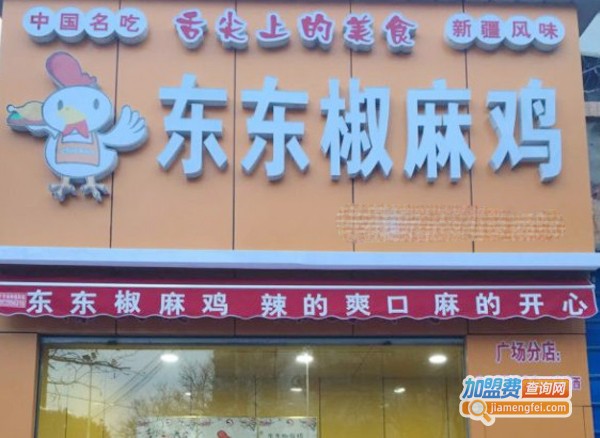 中国名吃 舌尖上的美食 新疆风味
东东椒麻鸡
东东椒麻鸡 辣的爽口麻的开心
广场分店:
加盟费查询网
www.jiamengfei.com